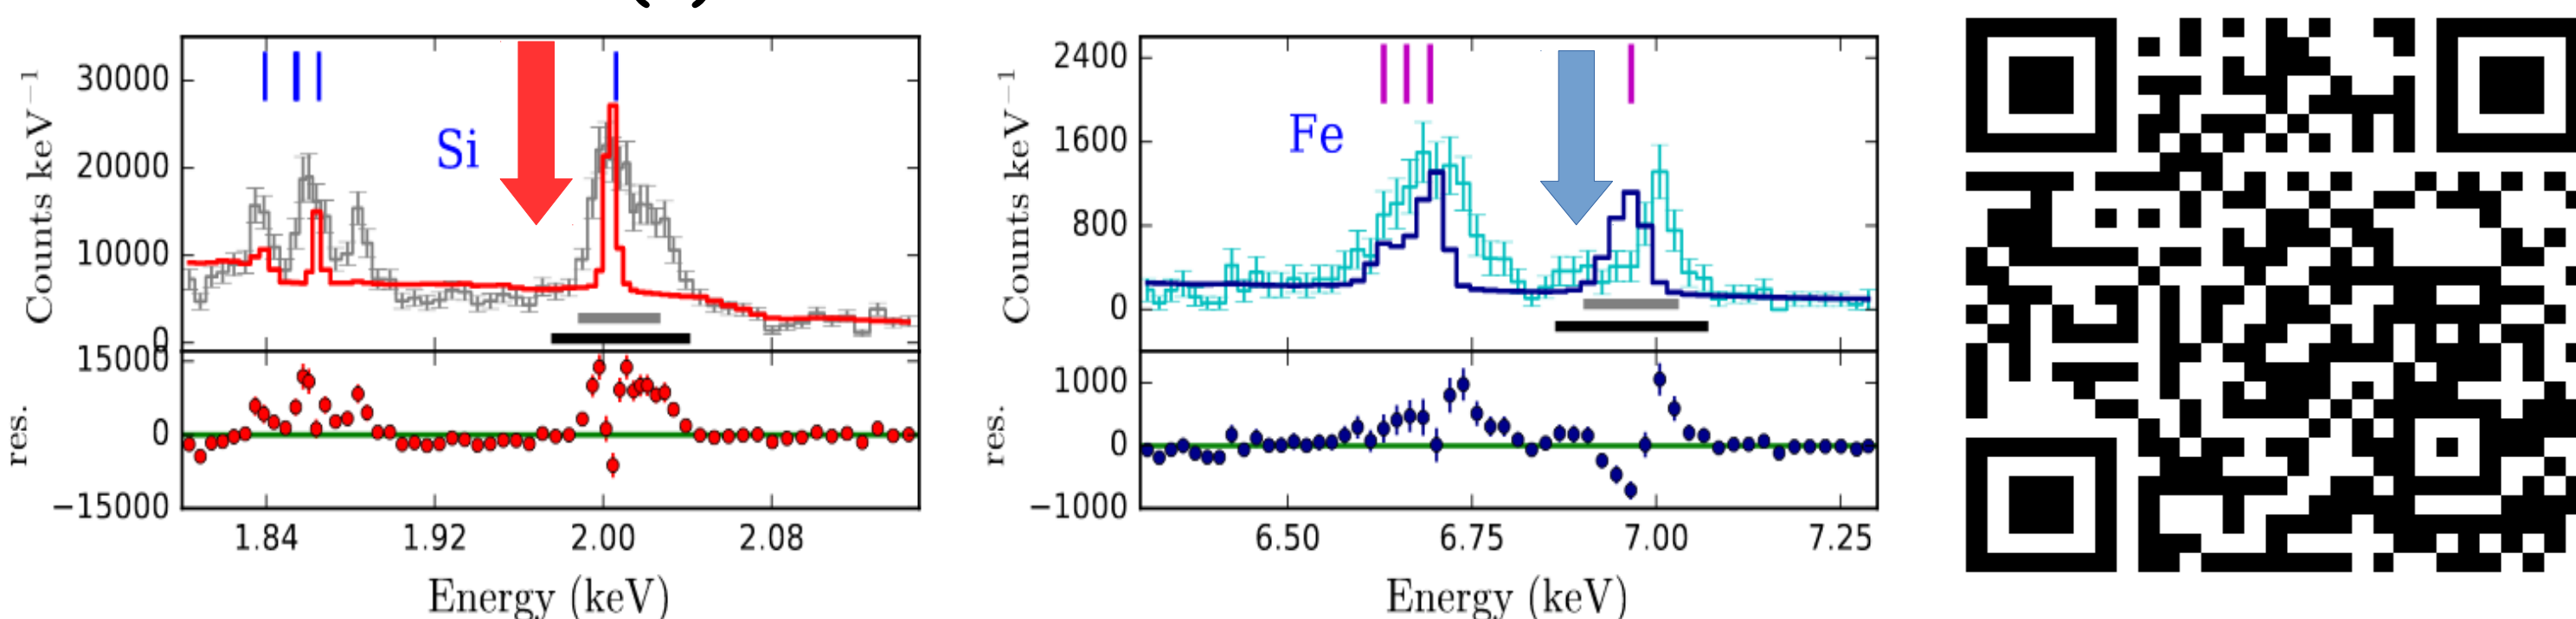 Counts keV⁻¹
30000
20000
10000
0
Si
res.
15000
0
−15000
1.84 1.92 2.00 2.08
Energy (keV)
Counts keV⁻¹
2400
1600
800
0
Fe
res.
1000
0
−1000
6.50 6.75 7.00 7.25
Energy (keV)